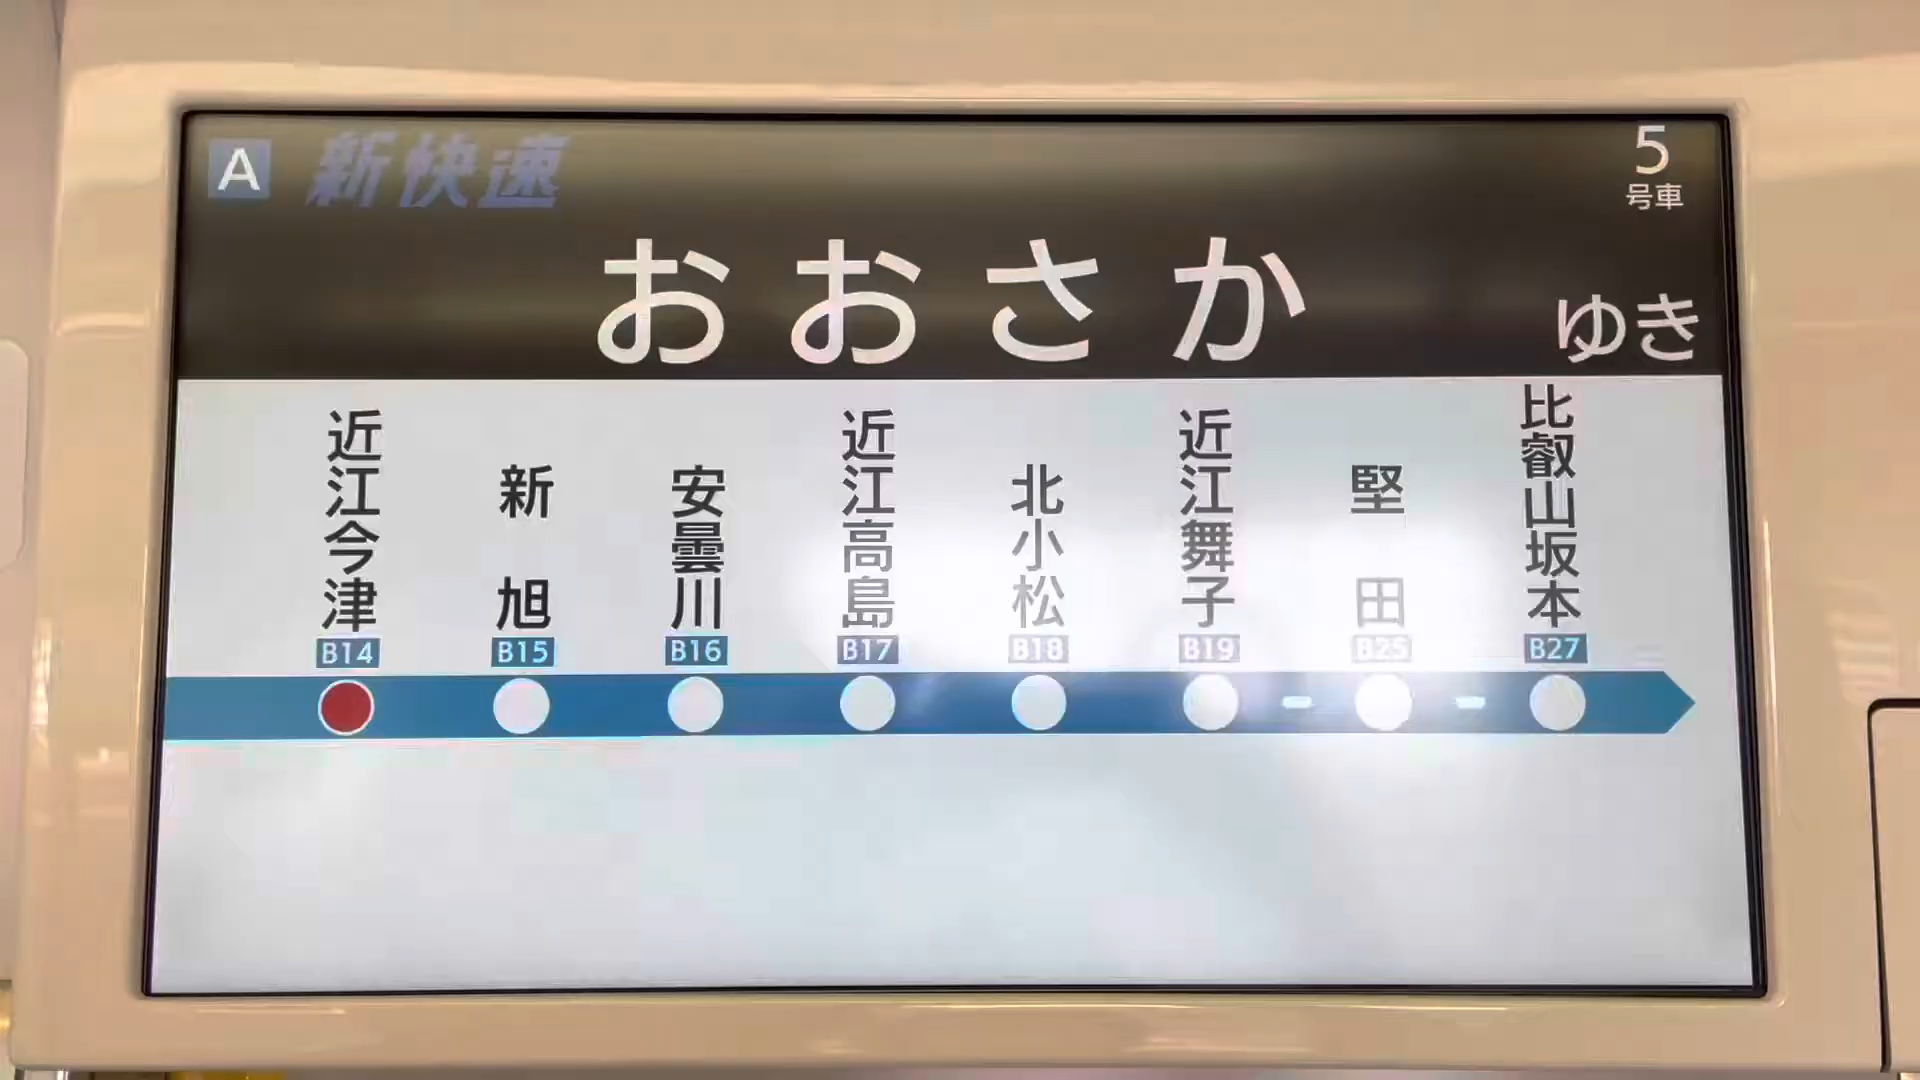 A 新快速
5
号車
おおさか ゆき
近江今津
新旭
安曇川
近江高島
北小松
近江舞子
堅田
比叡山坂本
B14 B15 B16 B17 B18 B19 B25 B27